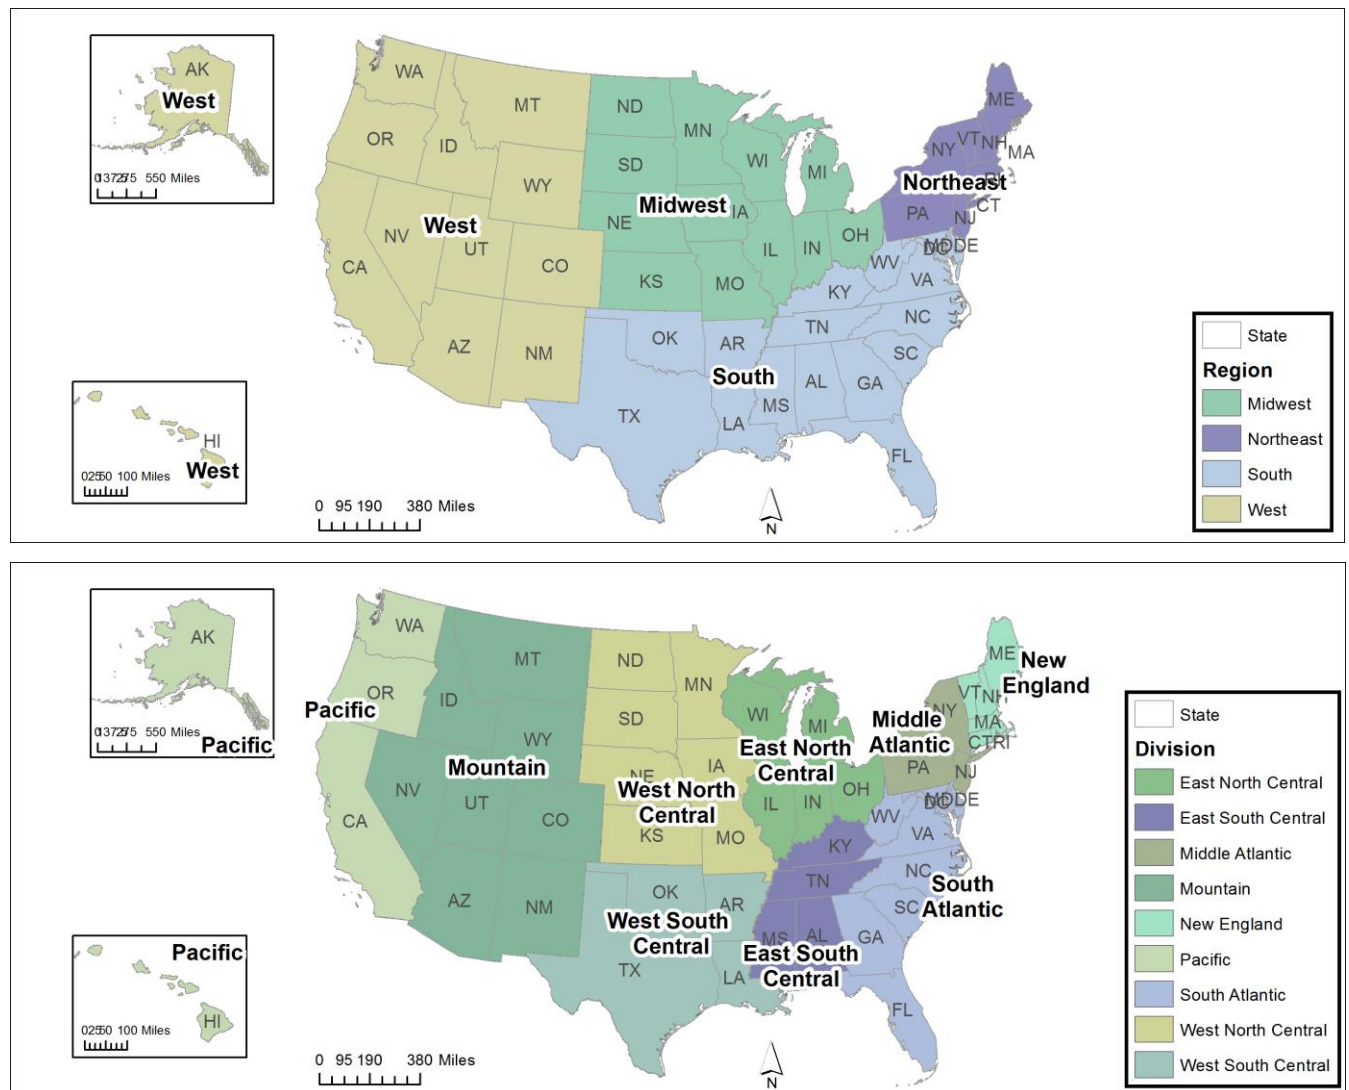 AK
West
0 137.5 275 550 Miles
WA
MT
ND
MN
ME
OR
ID
SD
WI
MI
NY
VT
NH
MA
WY
Midwest
Northeast
West
NE
IA
PA
CT
NJ
NV
UT
CO
IL
IN
OH
MD
DE
DC
CA
KS
MO
WV
VA
KY
AZ
NM
OK
AR
TN
NC
SC
South
TX
LA
MS
AL
GA
FL
HI
West
0 25 50 100 Miles
0 95 190 380 Miles
N
State
Region
Midwest
Northeast
South
West
AK
Pacific
0 137.5 275 550 Miles
WA
MT
ND
MN
ME
New
England
VT
NH
OR
ID
SD
WI
MI
NY
MA
Pacific
Middle
Atlantic
CT
RI
WY
East North
Central
Mountain
NE
IA
PA
NJ
West North
Central
NV
UT
CO
IL
IN
OH
MD
DE
DC
CA
KS
MO
WV
VA
KY
AZ
NM
OK
AR
TN
NC
South
Atlantic
SC
West South
Central
MS
AL
GA
East South
Central
TX
LA
FL
Pacific
HI
0 25 50 100 Miles
0 95 190 380 Miles
N
State
Division
East North Central
East South Central
Middle Atlantic
Mountain
New England
Pacific
South Atlantic
West North Central
West South Central